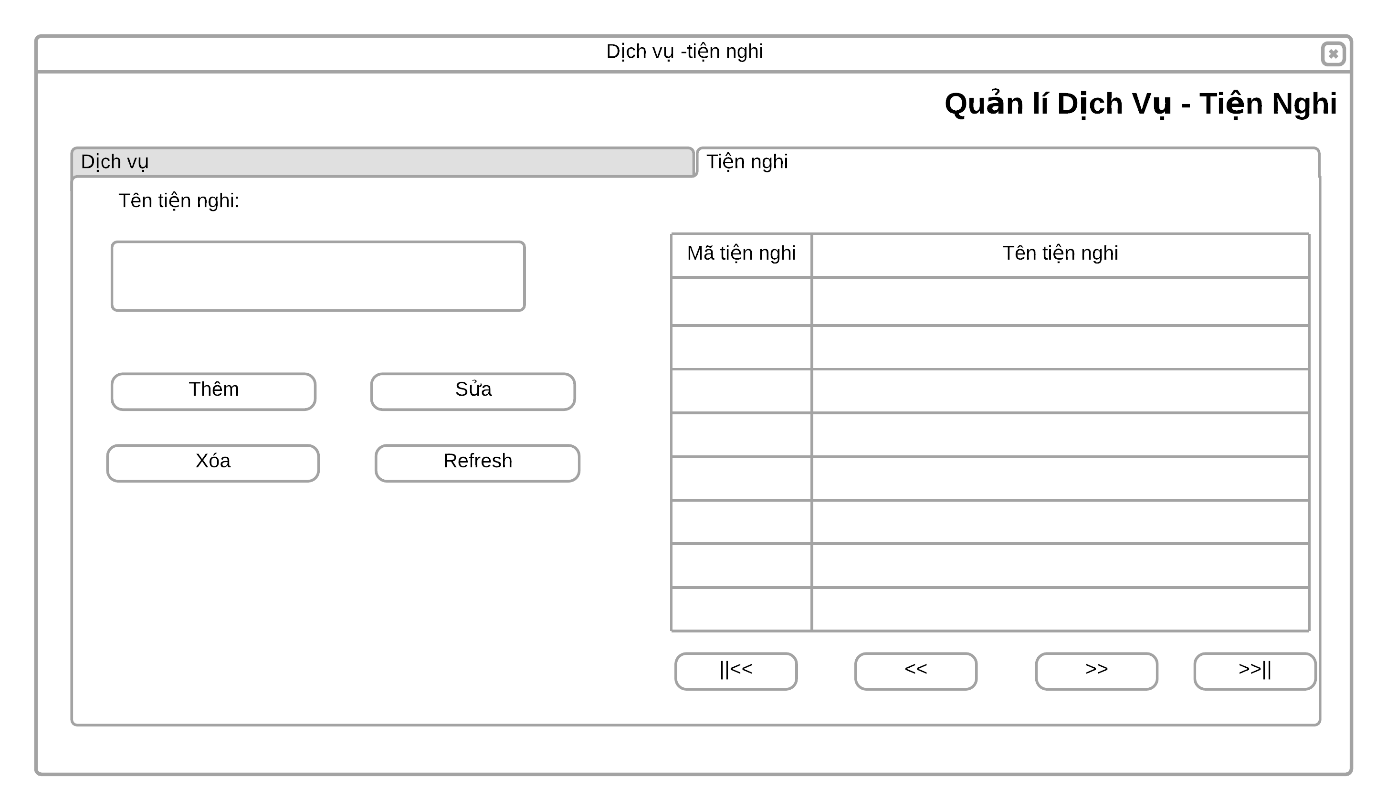 Dịch vụ -tiện nghi
Quản lí Dịch Vụ - Tiện Nghi
Dịch vụ
Tiện nghi
Tên tiện nghi:
Mã tiện nghi
Tên tiện nghi
Thêm
Sửa
Xóa
Refresh
||<<
<<
>>
>>||